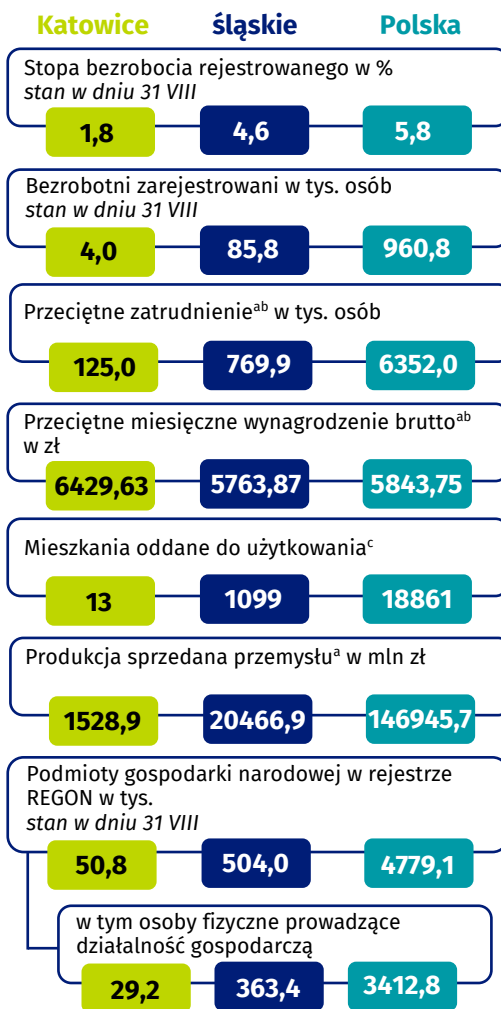 Katowice śląskie Polska
Stopa bezrobocia rejestrowanego w %
stan w dniu 31 VIII
1,8 4,6 5,8
Bezrobotni zarejestrowani w tys. osób
stan w dniu 31 VIII
4,0 85,8 960,8
Przeciętne zatrudnienieᵃᵇ w tys. osób
125,0 769,9 6352,0
Przeciętne miesięczne wynagrodzenie bruttoᵃᵇ
w zł
6429,63 5763,87 5843,75
Mieszkania oddane do użytkowaniaᶜ
13 1099 18861
Produkcja sprzedana przemysłuᵃ w mln zł
1528,9 20466,9 146945,7
Podmioty gospodarki narodowej w rejestrze
REGON w tys.
stan w dniu 31 VIII
50,8 504,0 4779,1
w tym osoby fizyczne prowadzące
działalność gospodarczą
29,2 363,4 3412,8